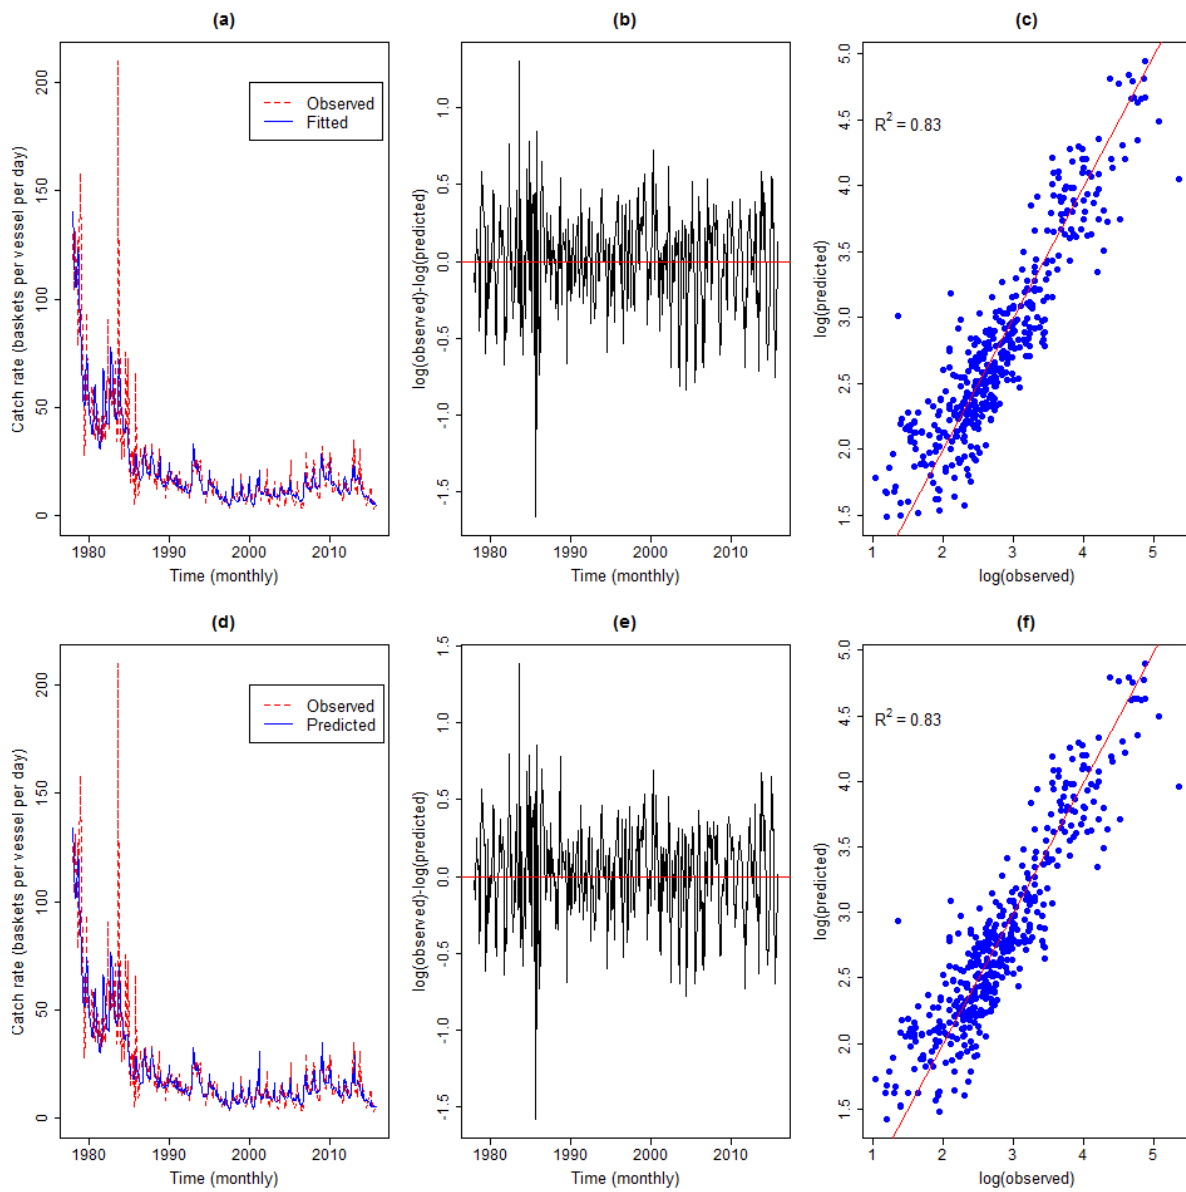 (a)
Catch rate (baskets per vessel per day)
200
150
100
50
0
Observed
Fitted
1980 1990 2000 2010
Time (monthly)
(b)
log(observed)-log(predicted)
1.0
0.5
0.0
-0.5
-1.0
-1.5
1980 1990 2000 2010
Time (monthly)
(c)
log(predicted)
5.0
4.5
4.0
3.5
3.0
2.5
2.0
1.5
R² = 0.83
1 2 3 4 5
log(observed)
(d)
Catch rate (baskets per vessel per day)
200
150
100
50
0
Observed
Predicted
1980 1990 2000 2010
Time (monthly)
(e)
log(observed)-log(predicted)
1.5
1.0
0.5
0.0
-0.5
-1.0
-1.5
1980 1990 2000 2010
Time (monthly)
(f)
log(predicted)
5.0
4.5
4.0
3.5
3.0
2.5
2.0
1.5
R² = 0.83
1 2 3 4 5
log(observed)